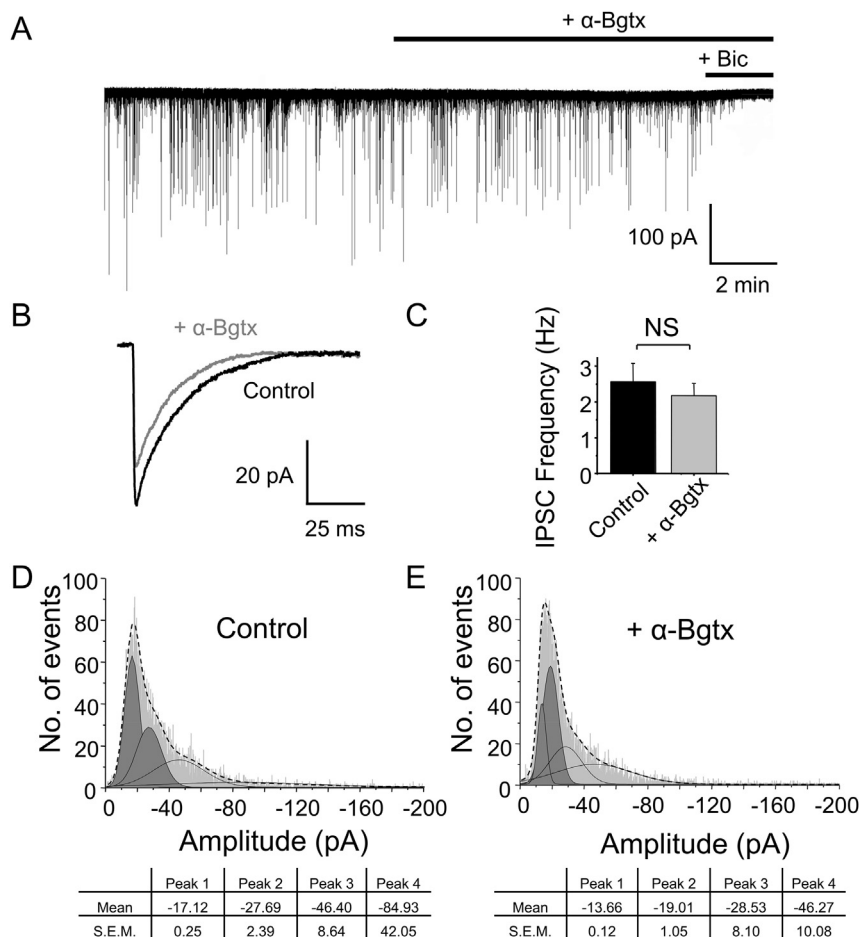 A
+ α-Bgtx
+ Bic
100 pA
2 min
B
+ α-Bgtx
Control
20 pA
25 ms
C
NS
IPSC Frequency (Hz)
3
2
1
0
Control
+ α-Bgtx
D
Control
No. of events
100
80
60
40
20
0
0 -40 -80 -120 -160 -200
Amplitude (pA)
Peak 1 Peak 2 Peak 3 Peak 4
Mean -17.12 -27.69 -46.40 -84.93
S.E.M. 0.25 2.39 8.64 42.05
E
+ α-Bgtx
No. of events
100
80
60
40
20
0
0 -40 -80 -120 -160 -200
Amplitude (pA)
Peak 1 Peak 2 Peak 3 Peak 4
Mean -13.66 -19.01 -28.53 -46.27
S.E.M. 0.12 1.05 8.10 10.08